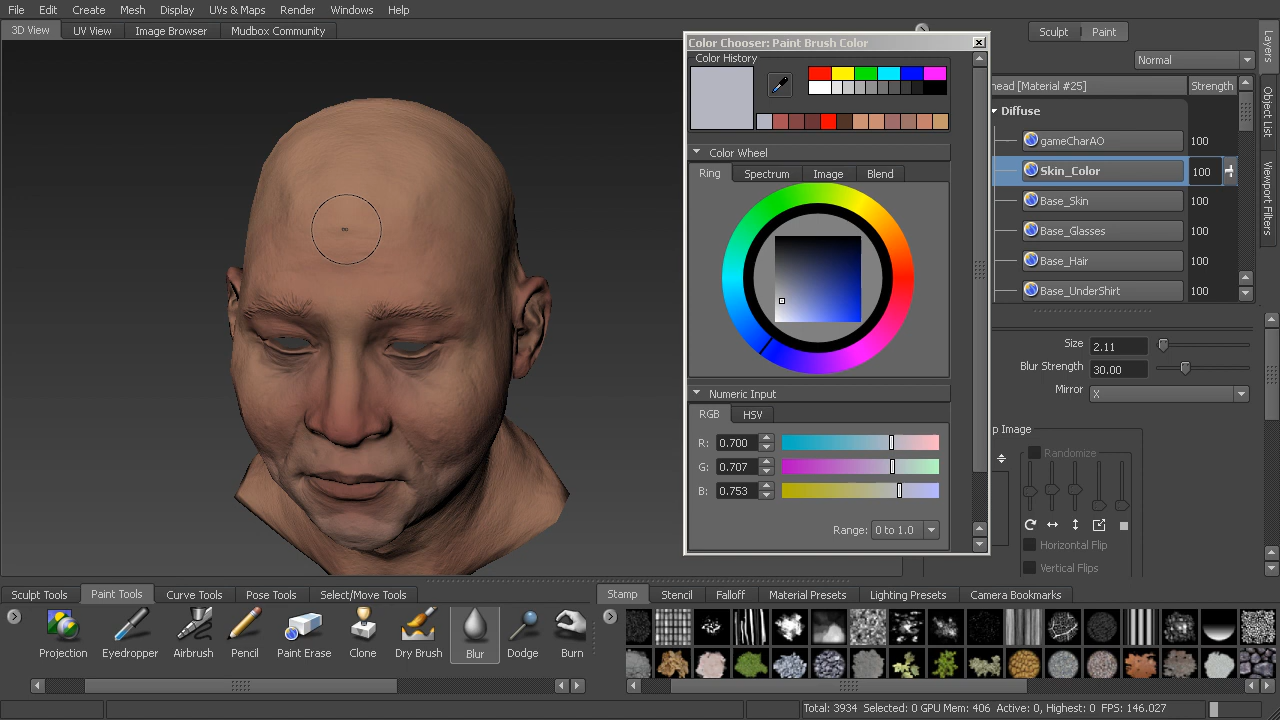 File Edit Create Mesh Display UVs & Maps Render Windows Help
3D View UV View Image Browser Mudbox Community
Color Chooser: Paint Brush Color
Color History
Color Wheel
Ring Spectrum Image Blend
Numeric Input
RGB HSV
R: 0.700
G: 0.707
B: 0.753
Range: 0 to 1.0
Sculpt Paint
Normal
head [Material #25] Strength
Diffuse
gameCharAO 100
Skin_Color 100
Base_Skin 100
Base_Glasses 100
Base_Hair 100
Base_UnderShirt 100
Layers
Object List
Viewport Filters
Size 2.11
Blur Strength 30.00
Mirror X
p Image
Randomize
Horizontal Flip
Vertical Flips
Sculpt Tools Paint Tools Curve Tools Pose Tools Select/Move Tools
Projection Eyedropper Airbrush Pencil Paint Erase Clone Dry Brush Blur Dodge Burn
Stamp Stencil Falloff Material Presets Lighting Presets Camera Bookmarks
Total: 3934 Selected: 0 GPU Mem: 406 Active: 0, Highest: 0 FPS: 146.027